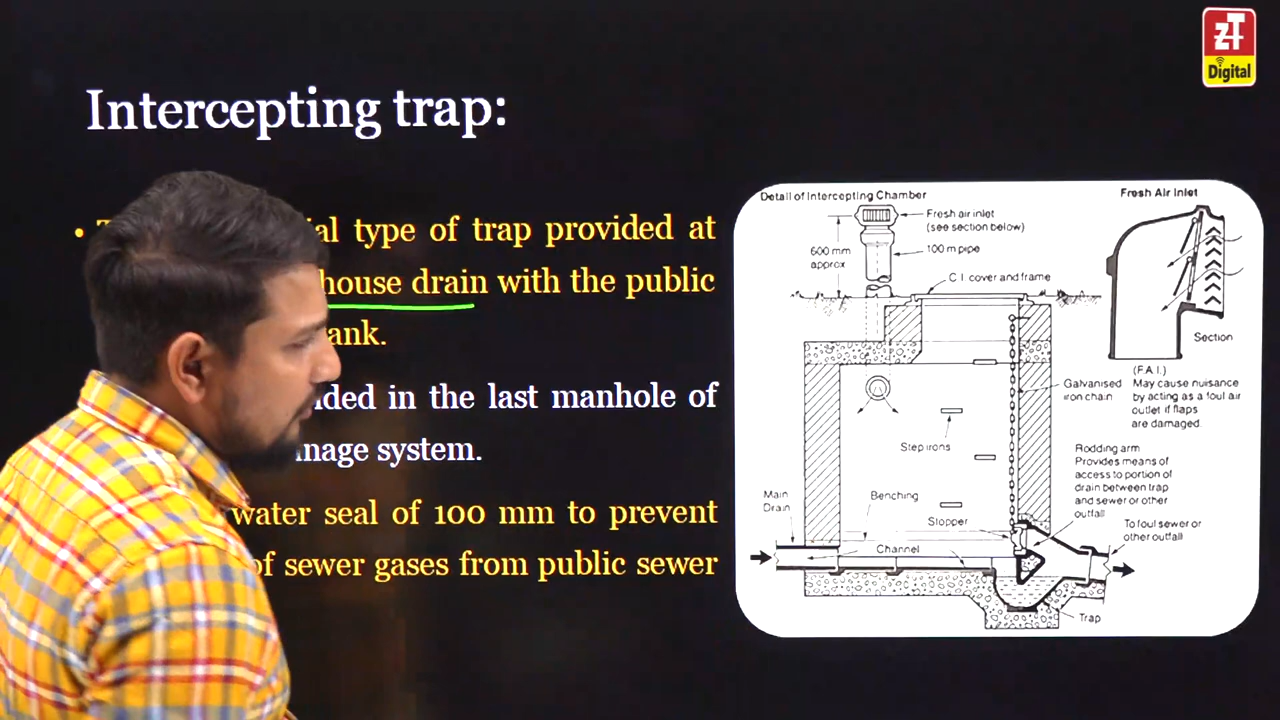 ZT
Digital
Intercepting trap:
type of trap provided at
house drain with the public
in the last manhole of
system.
water seal of 100 mm to prevent
of sewer gases from public sewer
Detail of Intercepting Chamber
Fresh Air Inlet
Fresh air inlet
(see section below)
600 mm
approx
100 m pipe
C.I. cover and frame
Section
(F.A.I.)
May cause nuisance
by acting as a foul air
outlet if flaps
are damaged.
Galvanised
iron chain
Step irons
Rodding arm
Provides means of
access to portion of
drain between trap
and sewer or other
outfall
Main
Drain
Benching
Stopper
To foul sewer or
other outfall
Channel
Trap